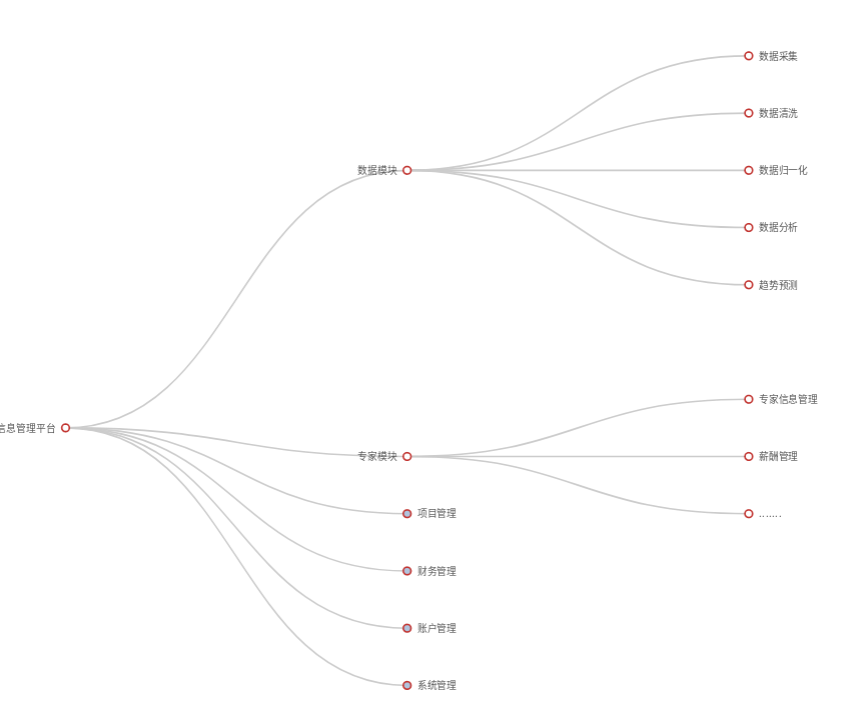 数据采集
数据清洗
数据模块
数据归一化
数据分析
趋势预测
专家信息管理
信息管理平台
专家模块
薪酬管理
项目管理
.......
财务管理
账户管理
系统管理